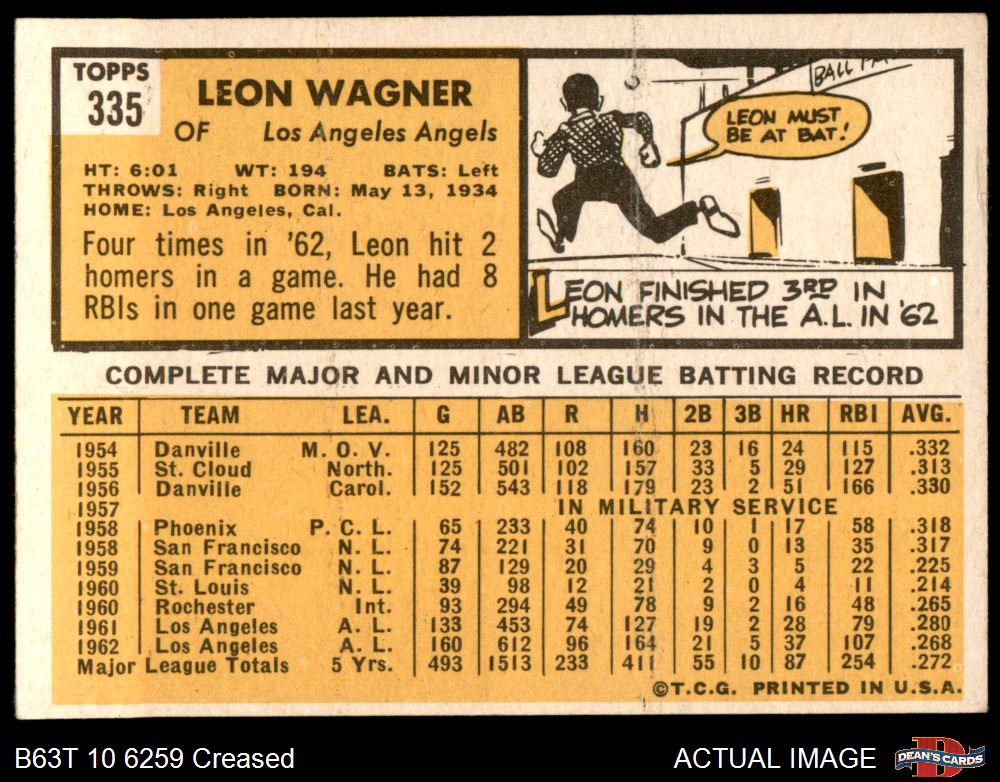 TOPPS
335
LEON WAGNER
OF Los Angeles Angels
HT: 6:01 WT: 194 BATS: Left
THROWS: Right BORN: May 13, 1934
HOME: Los Angeles, Cal.
Four times in '62, Leon hit 2
homers in a game. He had 8
RBIs in one game last year.
LEON MUST
BE AT BAT!
LEON FINISHED 3RD IN
HOMERS IN THE A.L. IN '62
COMPLETE MAJOR AND MINOR LEAGUE BATTING RECORD
YEAR TEAM LEA. G AB R H 2B 3B HR RBI AVG.
1954 Danville M. O. V. 125 482 108 160 23 16 24 115 .332
1955 St. Cloud North. 125 501 102 157 33 5 29 127 .313
1956 Danville Carol. 152 543 118 179 23 2 51 166 .330
1957 IN MILITARY SERVICE
1958 Phoenix P. C. L. 65 233 40 74 10 1 17 58 .318
1958 San Francisco N. L. 74 221 31 70 9 0 13 35 .317
1959 San Francisco N. L. 87 129 20 29 4 3 5 22 .225
1960 St. Louis N. L. 39 98 12 21 2 0 4 11 .214
1960 Rochester Int. 93 294 49 78 9 2 16 48 .265
1961 Los Angeles A. L. 133 453 74 127 19 2 28 79 .280
1962 Los Angeles A. L. 160 612 96 164 21 5 37 107 .268
Major League Totals 5 Yrs. 493 1513 233 411 55 10 87 254 .272
©T.C.G. PRINTED IN U.S.A.
B63T 10 6259 Creased
ACTUAL IMAGE
DEAN'S CARDS